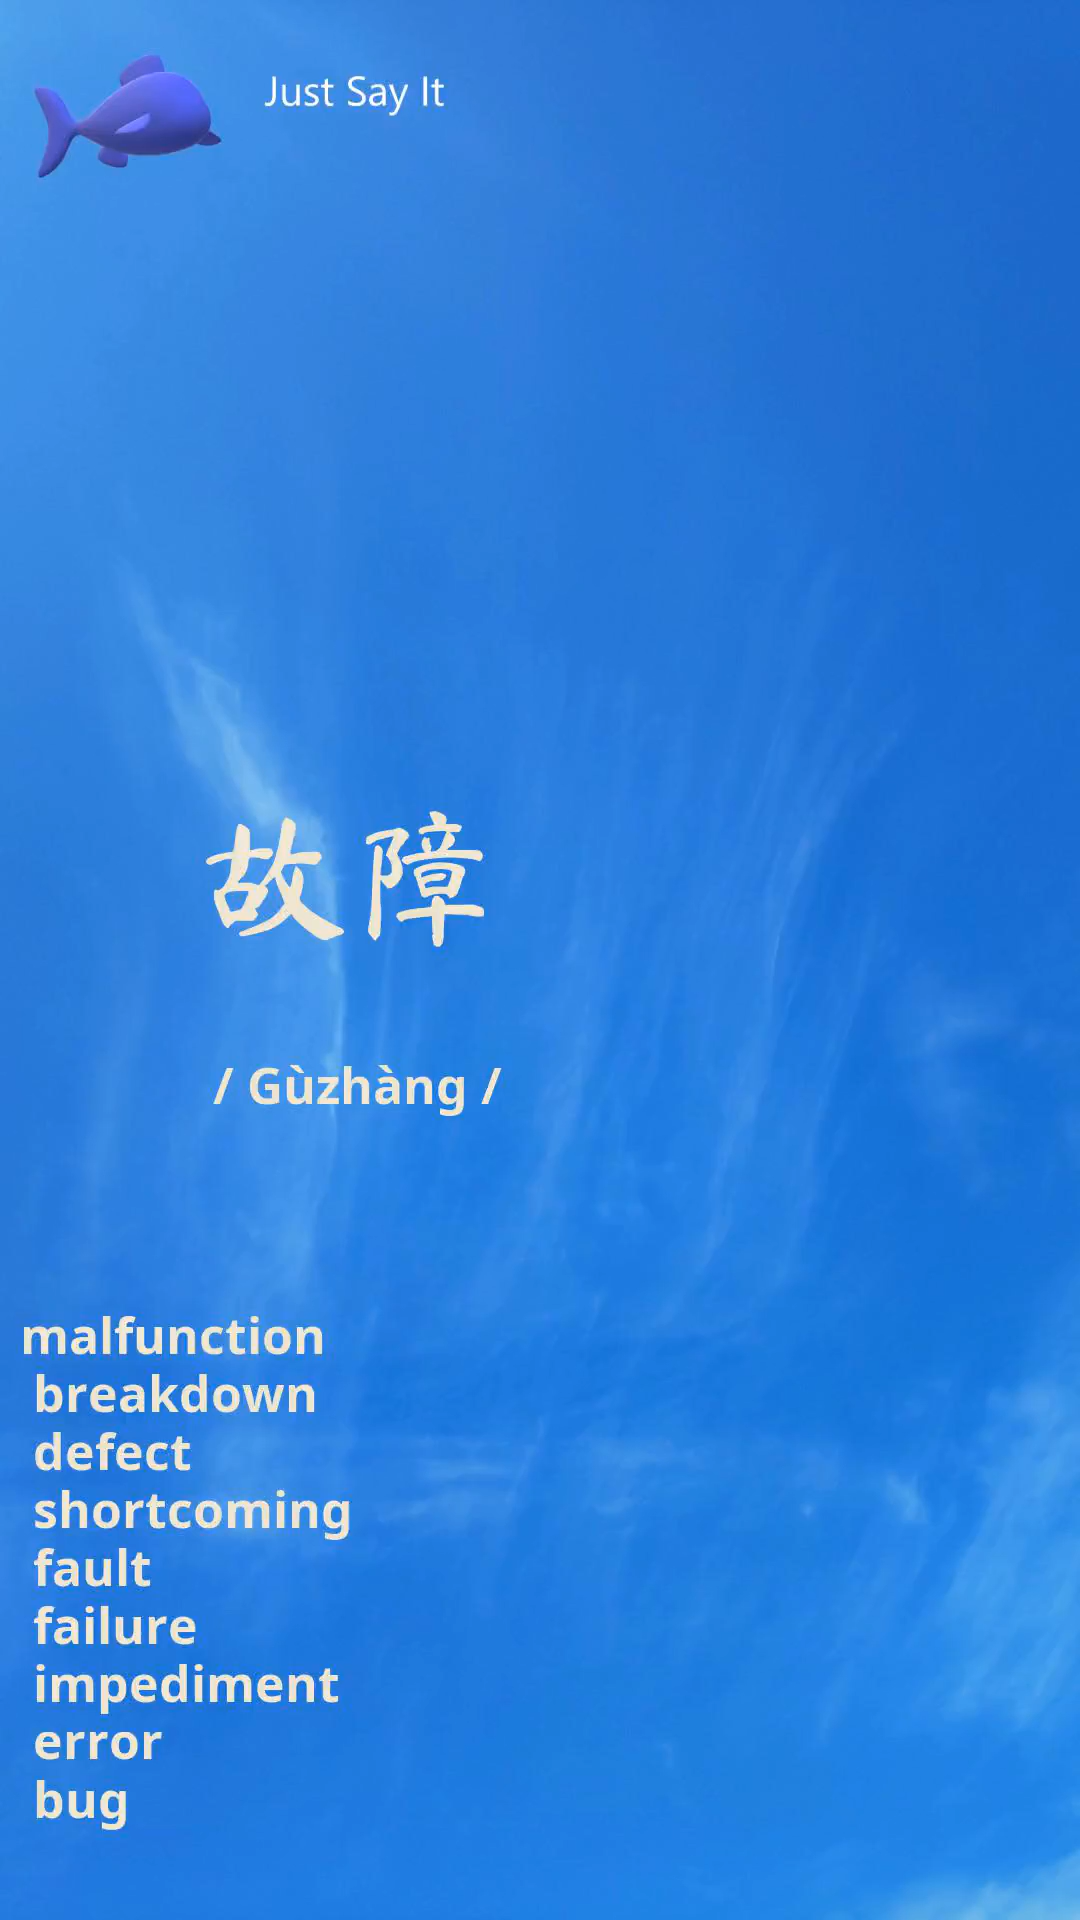 Just Say It
故障
/ Gùzhàng /
malfunction
breakdown
defect
shortcoming
fault
failure
impediment
error
bug